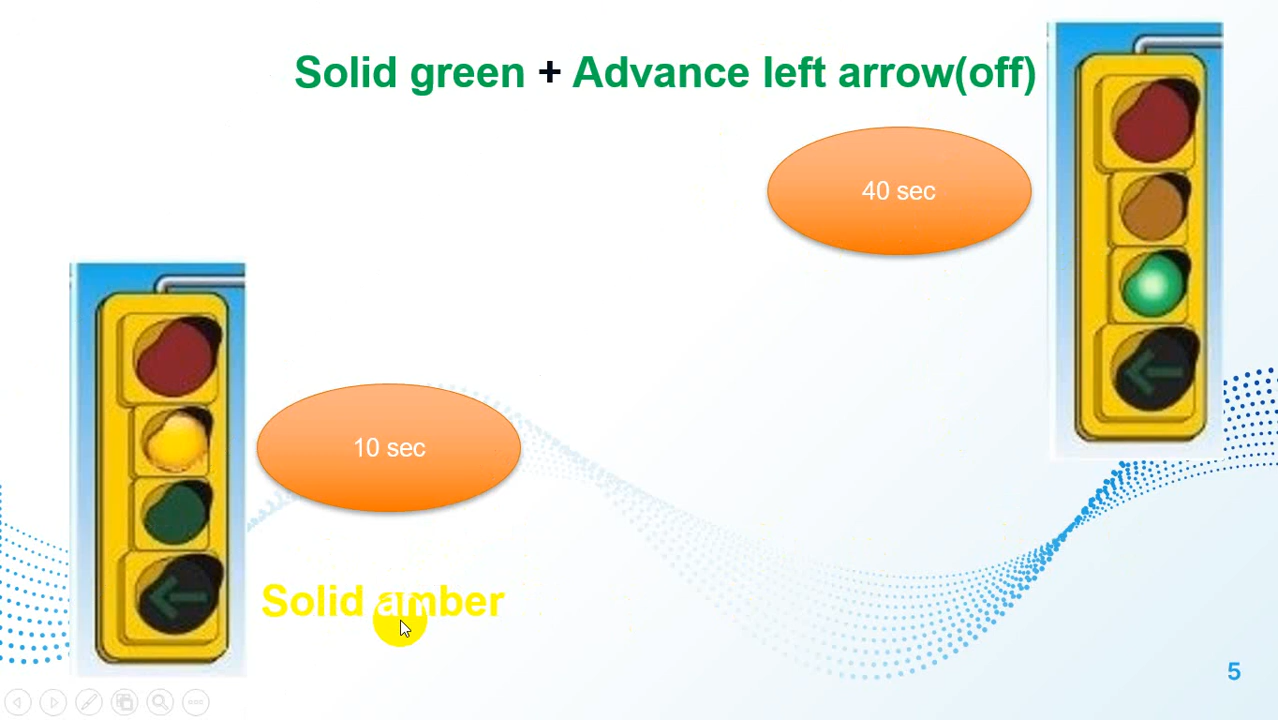 Solid green + Advance left arrow(off)
40 sec
10 sec
Solid amber
5